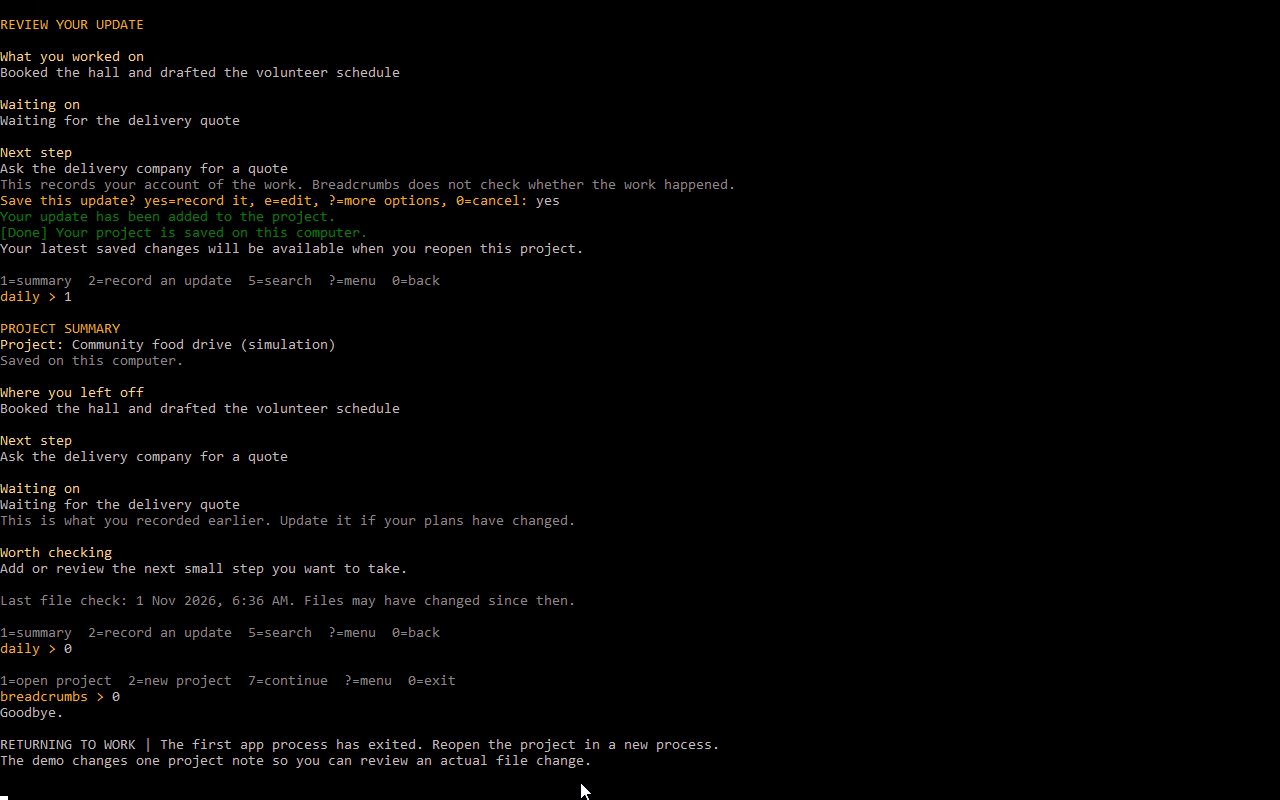 REVIEW YOUR UPDATE
What you worked on
Booked the hall and drafted the volunteer schedule
Waiting on
Waiting for the delivery quote
Next step
Ask the delivery company for a quote
This records your account of the work. Breadcrumbs does not check whether the work happened.
Save this update? yes=record it, e=edit, ?=more options, 0=cancel: yes
Your update has been added to the project.
[Done] Your project is saved on this computer.
Your latest saved changes will be available when you reopen this project.
1=summary  2=record an update  5=search  ?=menu  0=back
daily > 1
PROJECT SUMMARY
Project: Community food drive (simulation)
Saved on this computer.
Where you left off
Booked the hall and drafted the volunteer schedule
Next step
Ask the delivery company for a quote
Waiting on
Waiting for the delivery quote
This is what you recorded earlier. Update it if your plans have changed.
Worth checking
Add or review the next small step you want to take.
Last file check: 1 Nov 2026, 6:36 AM. Files may have changed since then.
1=summary  2=record an update  5=search  ?=menu  0=back
daily > 0
1=open project  2=new project  7=continue  ?=menu  0=exit
breadcrumbs > 0
Goodbye.
RETURNING TO WORK | The first app process has exited. Reopen the project in a new process.
The demo changes one project note so you can review an actual file change.